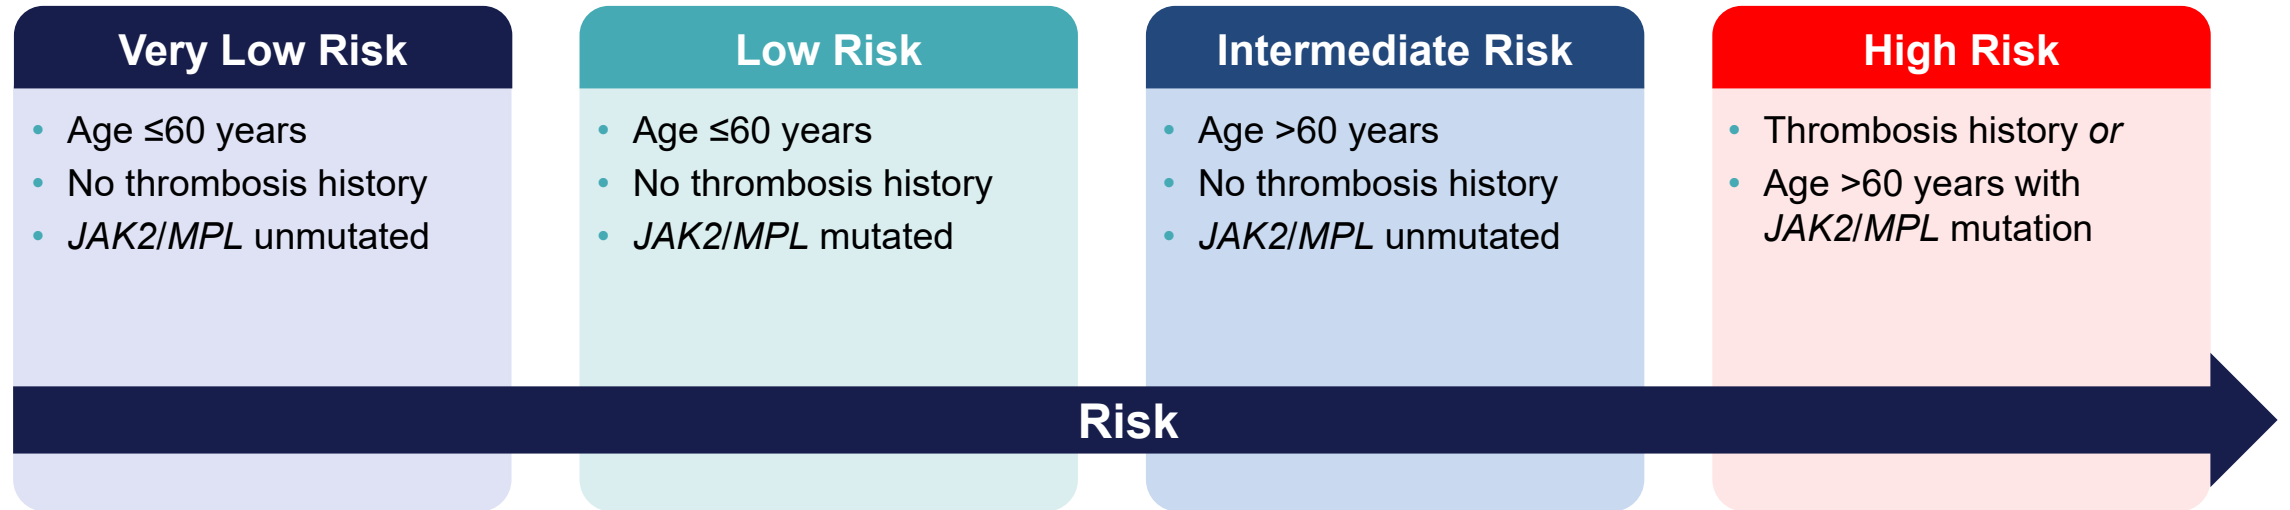 Very Low Risk
• Age ≤60 years
• No thrombosis history
• JAK2/MPL unmutated
Low Risk
• Age ≤60 years
• No thrombosis history
• JAK2/MPL mutated
Intermediate Risk
• Age >60 years
• No thrombosis history
• JAK2/MPL unmutated
High Risk
• Thrombosis history or
• Age >60 years with
JAK2/MPL mutation
Risk